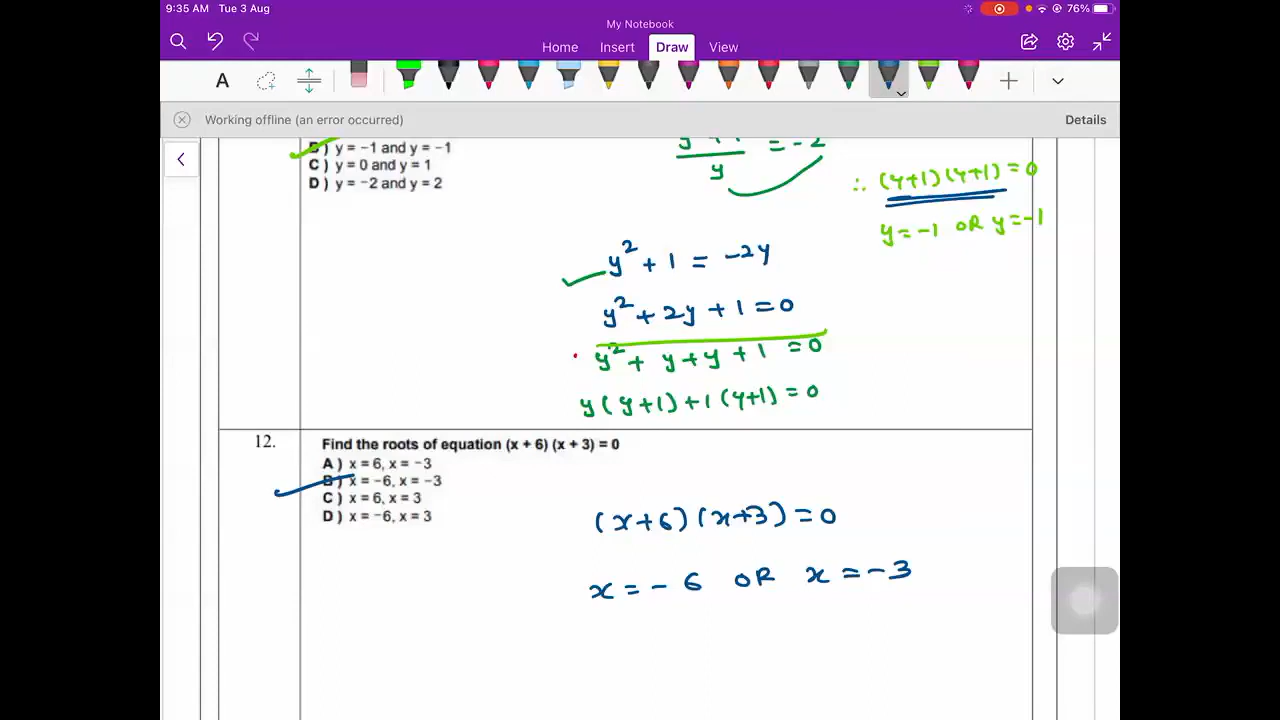 9:35 AM Tue 3 Aug
76%
My Notebook
Home Insert Draw View
A
Working offline (an error occurred) Details
B) y = −1 and y = −1
C) y = 0 and y = 1
D) y = −2 and y = 2
= −2
y
∴ (y+1)(y+1)=0
y=−1 OR y=−1
y² + 1 = −2y
y² + 2y + 1 = 0
y² + y + y + 1 = 0
y(y+1)+1(y+1)=0
12.
Find the roots of equation (x + 6) (x + 3) = 0
A) x = 6, x = −3
B) x = −6, x = −3
C) x = 6, x = 3
D) x = −6, x = 3
(x+6)(x+3)=0
x = −6 OR x = −3